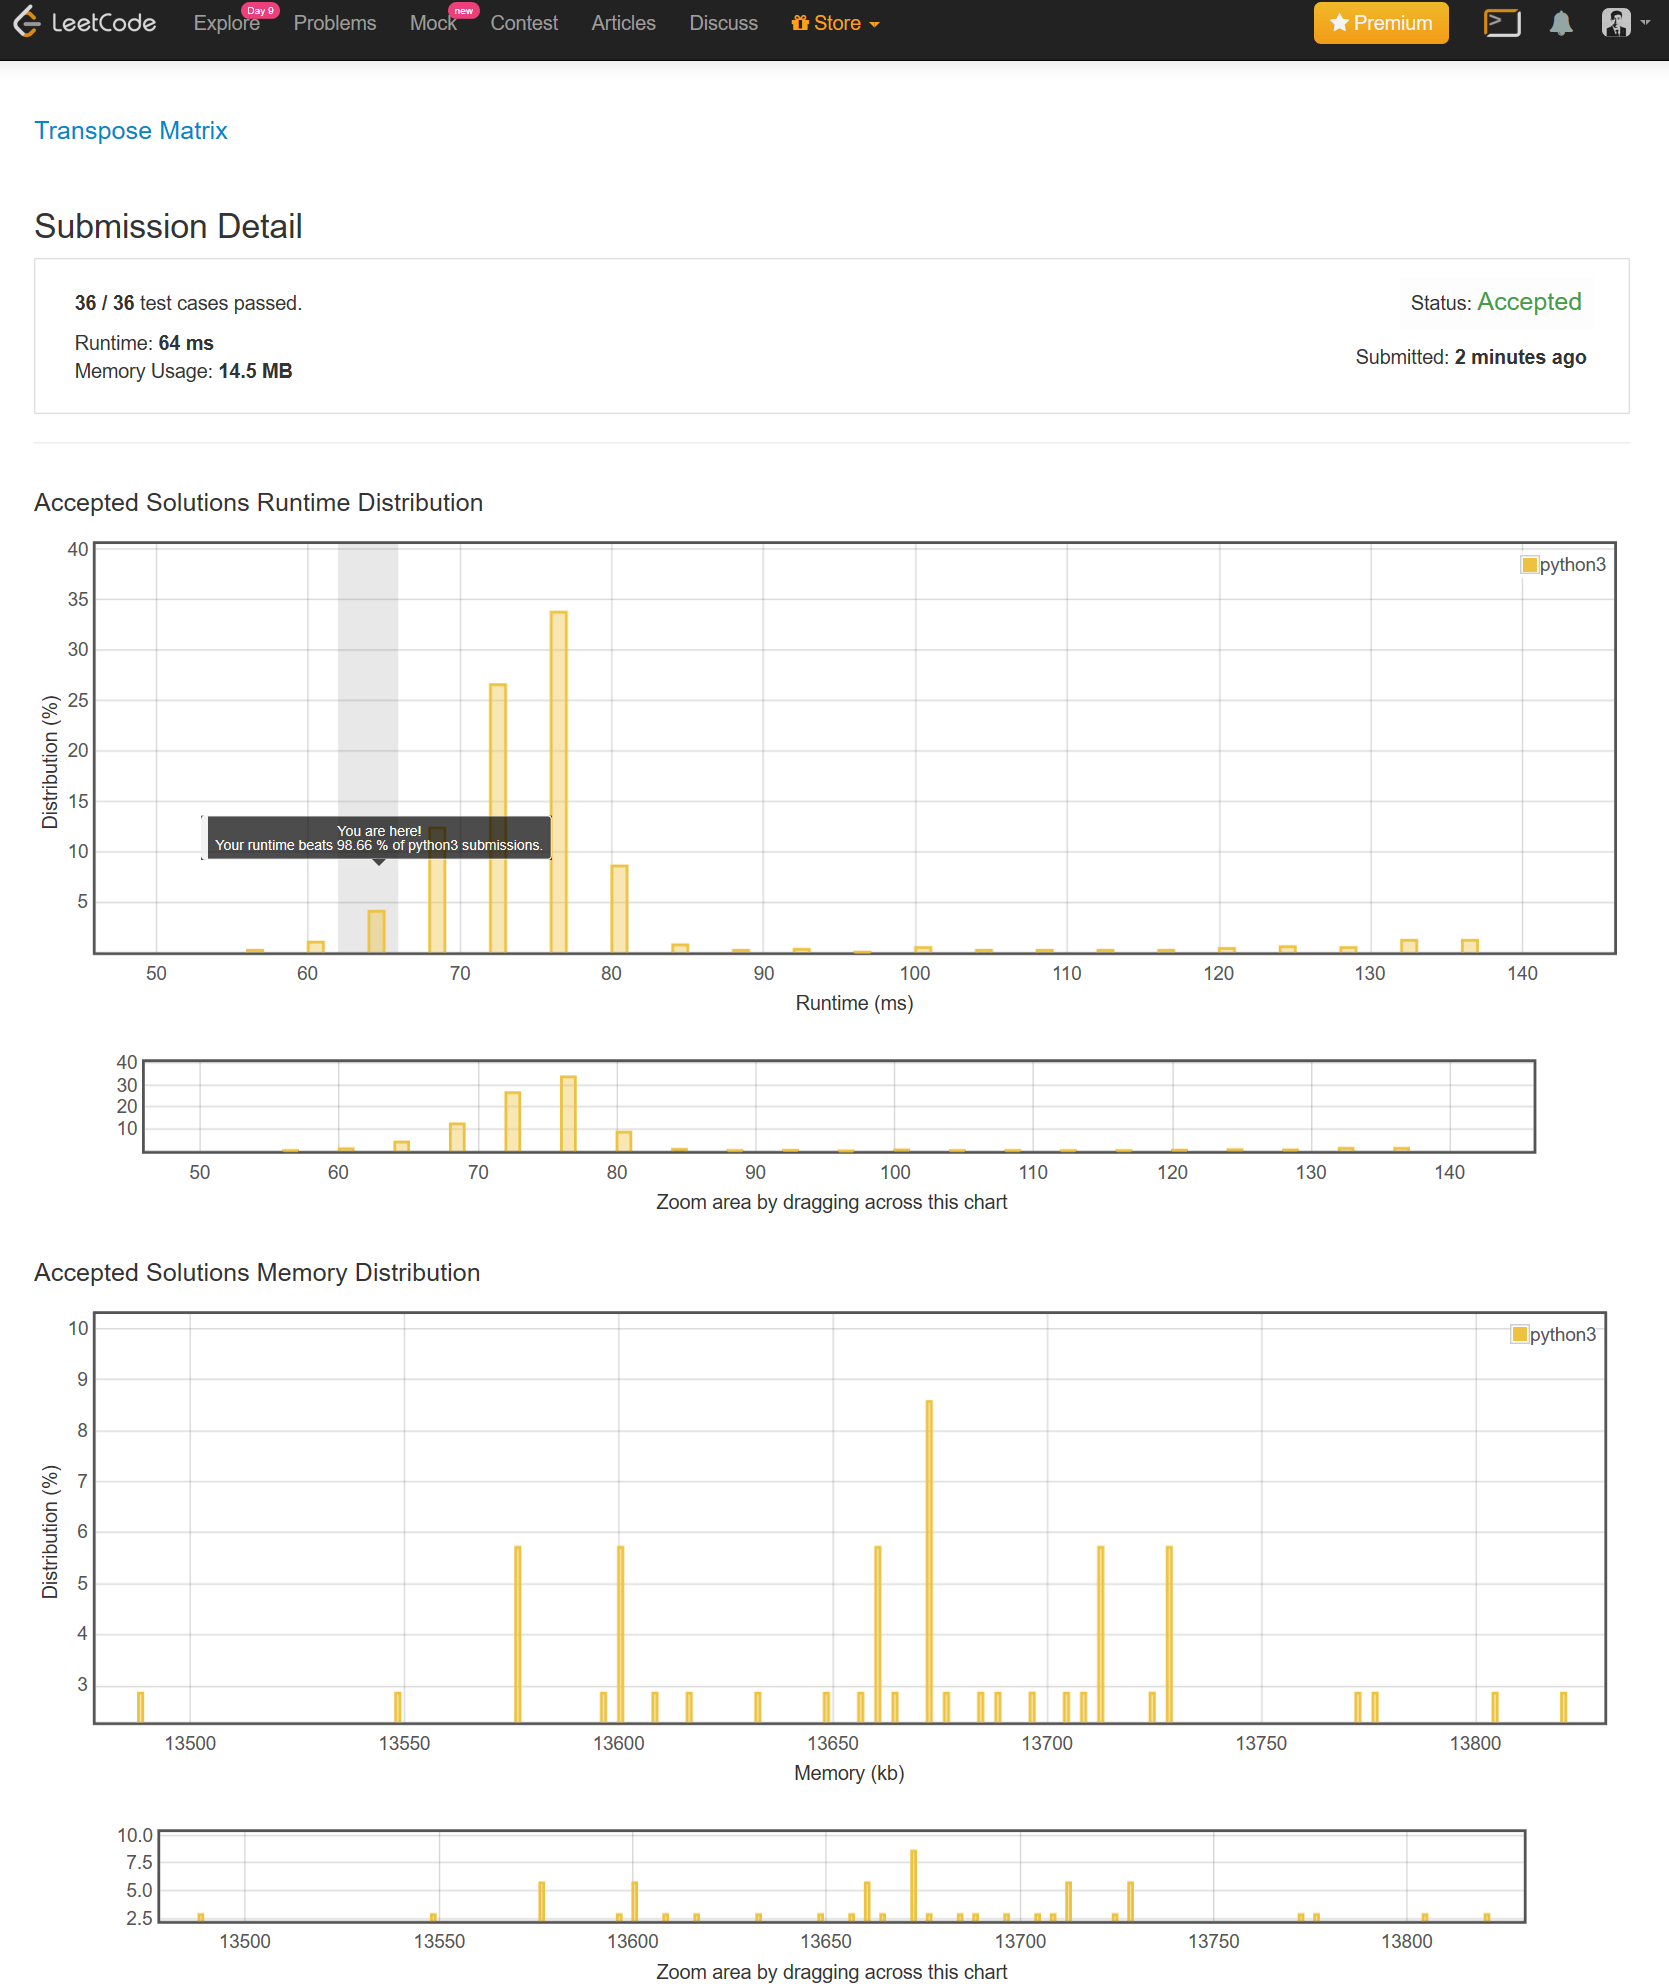 LeetCode Explore Day 9 Problems Mock new Contest Articles Discuss Store Premium
Transpose Matrix
Submission Detail
36 / 36 test cases passed.
Status: Accepted
Runtime: 64 ms
Submitted: 2 minutes ago
Memory Usage: 14.5 MB
Accepted Solutions Runtime Distribution
40
python3
35
30
25
20
15
10
5
Distribution (%)
You are here!
Your runtime beats 98.66 % of python3 submissions.
50 60 70 80 90 100 110 120 130 140
Runtime (ms)
40
30
20
10
50 60 70 80 90 100 110 120 130 140
Zoom area by dragging across this chart
Accepted Solutions Memory Distribution
10
python3
9
8
7
6
5
4
3
Distribution (%)
13500 13550 13600 13650 13700 13750 13800
Memory (kb)
10.0
7.5
5.0
2.5
13500 13550 13600 13650 13700 13750 13800
Zoom area by dragging across this chart